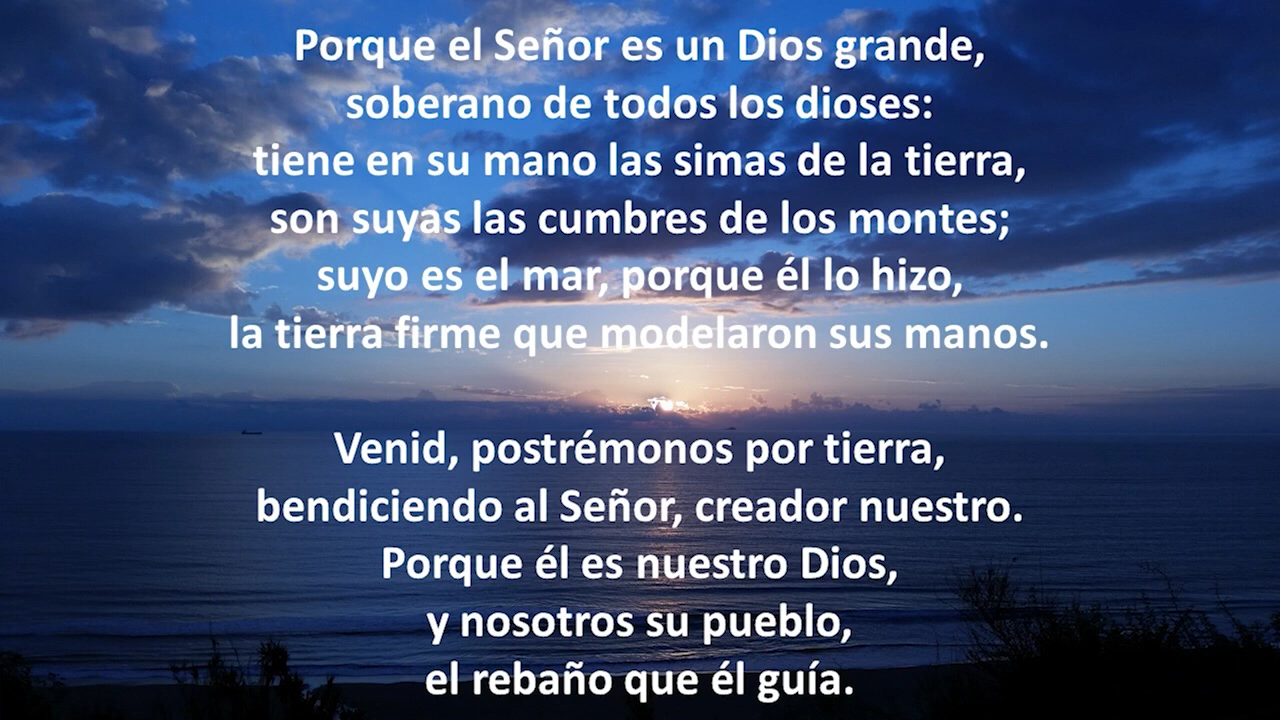 Porque el Señor es un Dios grande,
soberano de todos los dioses:
tiene en su mano las simas de la tierra,
son suyas las cumbres de los montes;
suyo es el mar, porque él lo hizo,
la tierra firme que modelaron sus manos.
Venid, postrémonos por tierra,
bendiciendo al Señor, creador nuestro.
Porque él es nuestro Dios,
y nosotros su pueblo,
el rebaño que él guía.